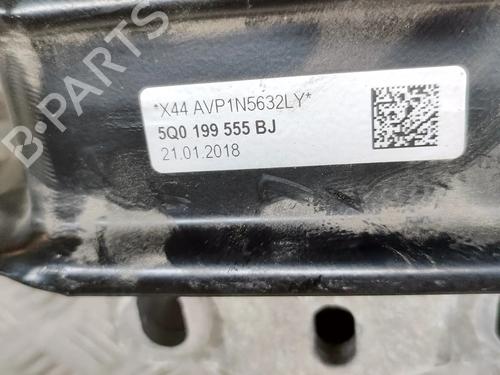 *X44 AVP1N5632LY*
5Q0 199 555 BJ
21.01.2018
B-PARTS